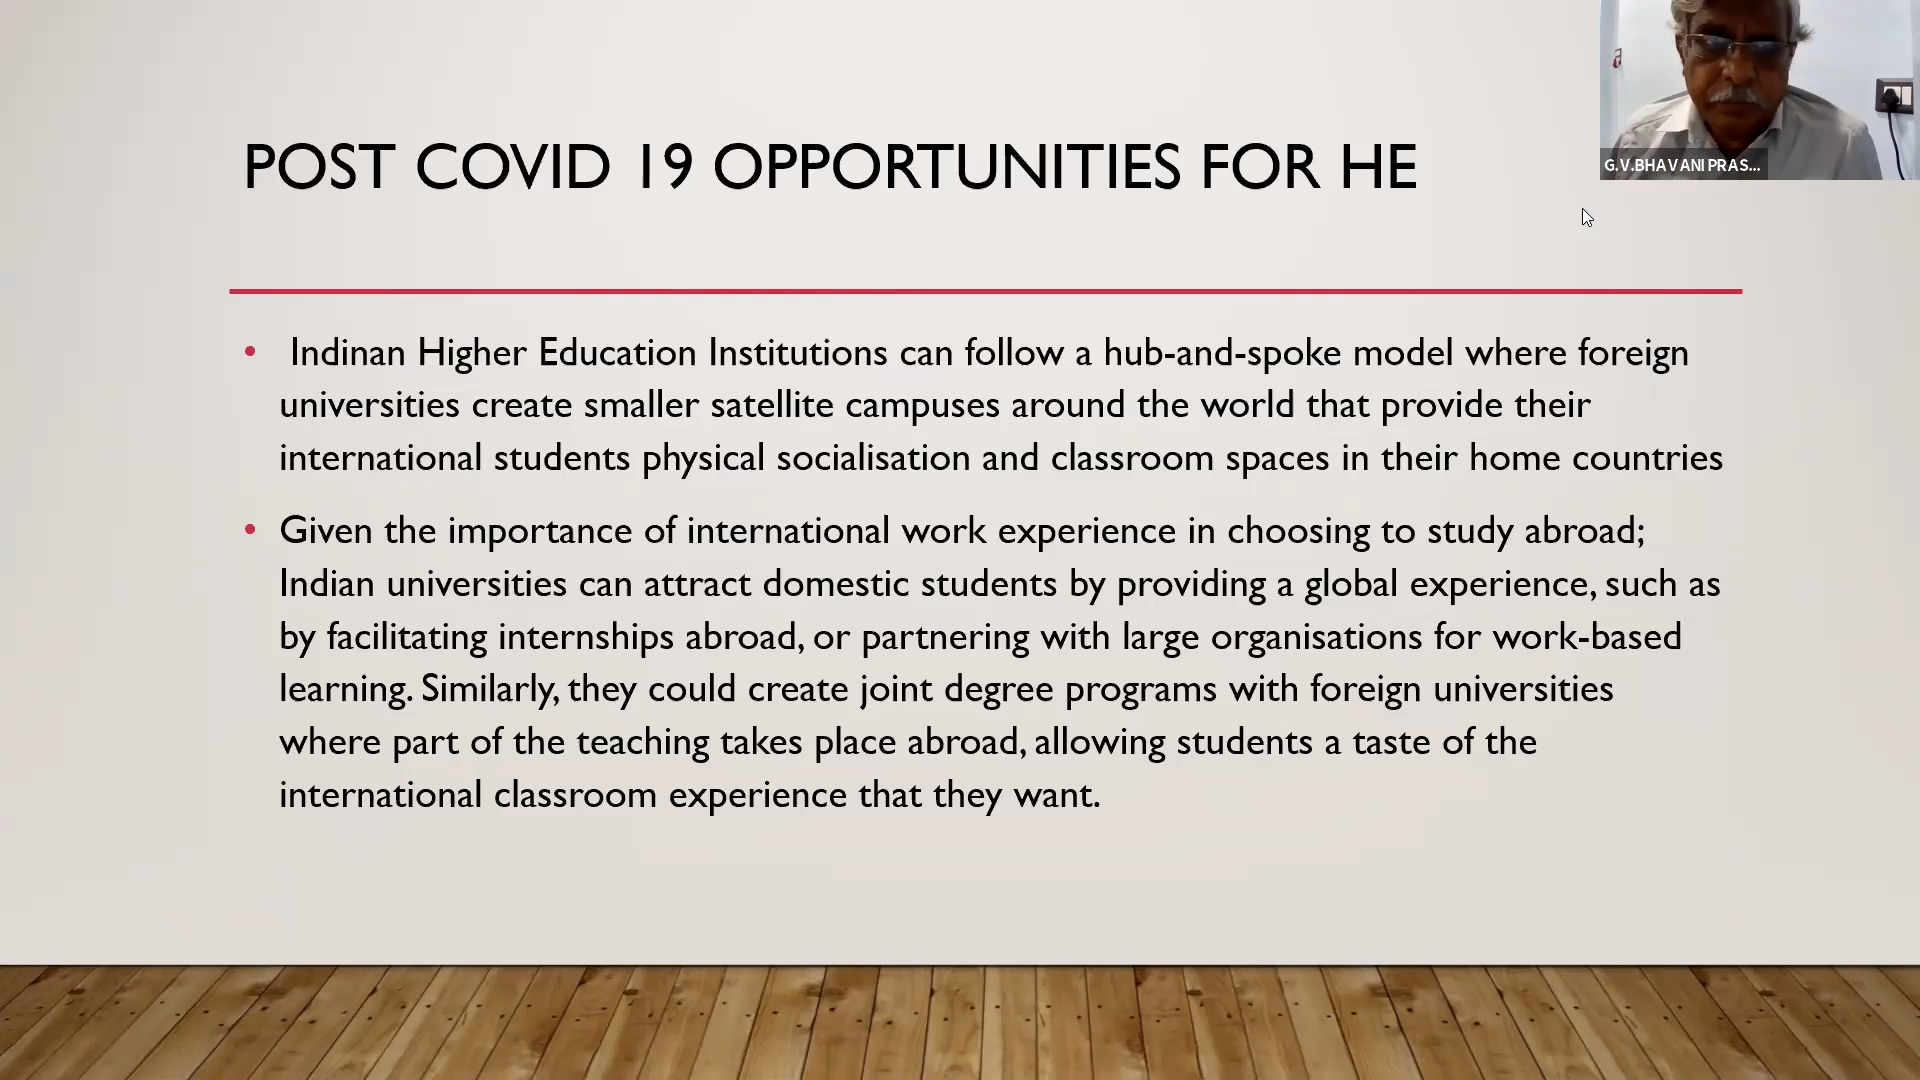 POST COVID 19 OPPORTUNITIES FOR HE
G.V.BHAVANI PRAS...
• Indinan Higher Education Institutions can follow a hub-and-spoke model where foreign
universities create smaller satellite campuses around the world that provide their
international students physical socialisation and classroom spaces in their home countries
• Given the importance of international work experience in choosing to study abroad;
Indian universities can attract domestic students by providing a global experience, such as
by facilitating internships abroad, or partnering with large organisations for work-based
learning. Similarly, they could create joint degree programs with foreign universities
where part of the teaching takes place abroad, allowing students a taste of the
international classroom experience that they want.